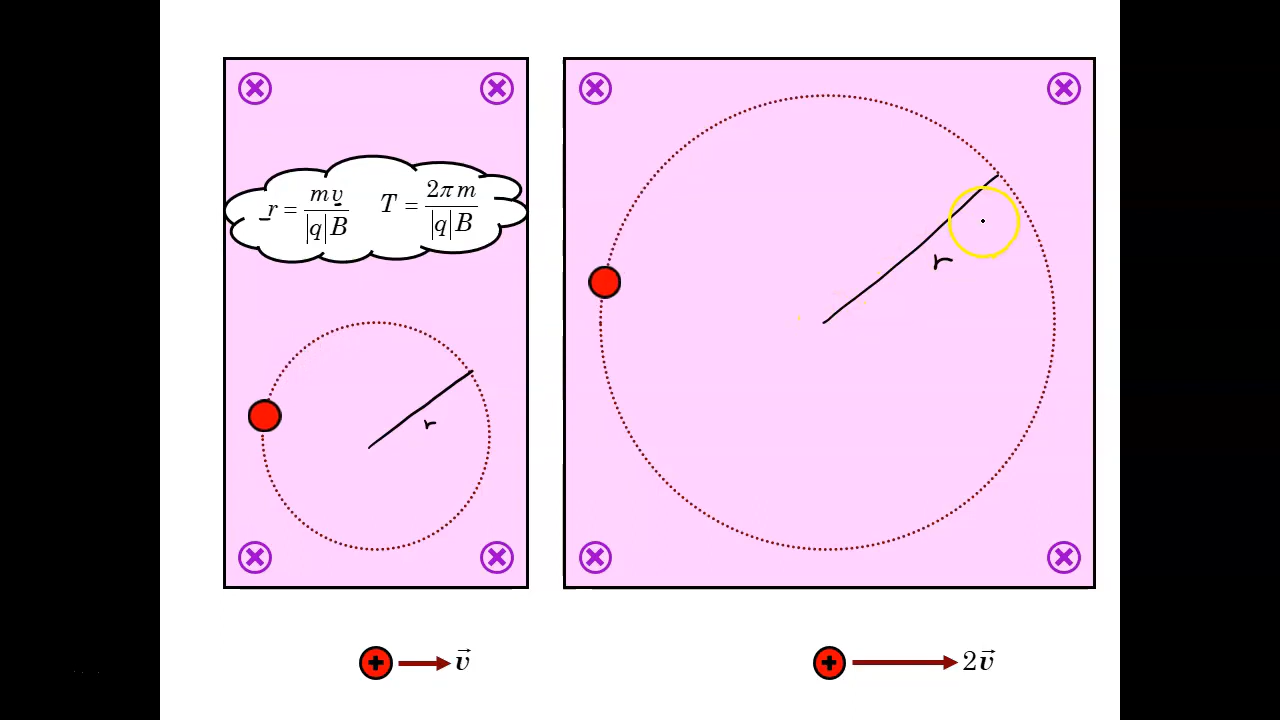 r = mv / |q|B
T = 2πm / |q|B
r
r
+ v⃗
+ 2v⃗